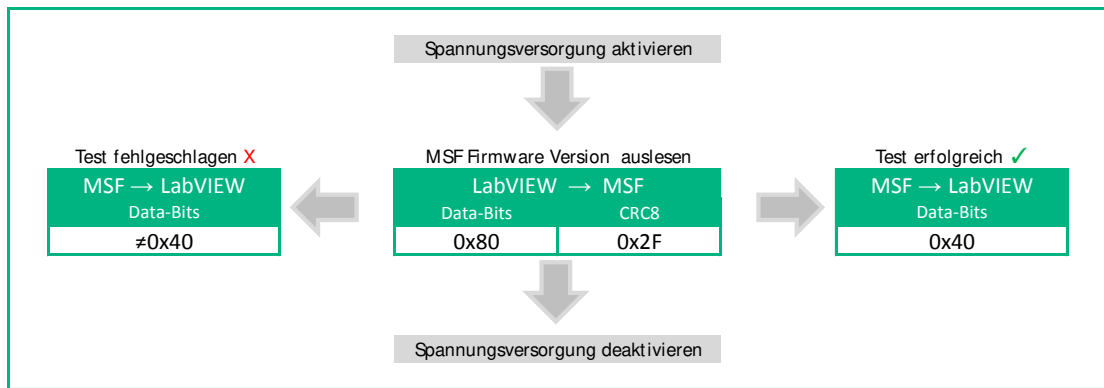 Spannungsversorgung aktivieren
Test fehlgeschlagen X
MSF → LabVIEW
Data-Bits
≠0x40
MSF Firmware Version auslesen
LabVIEW → MSF
Data-Bits CRC8
0x80 0x2F
Test erfolgreich ✓
MSF → LabVIEW
Data-Bits
0x40
Spannungsversorgung deaktivieren